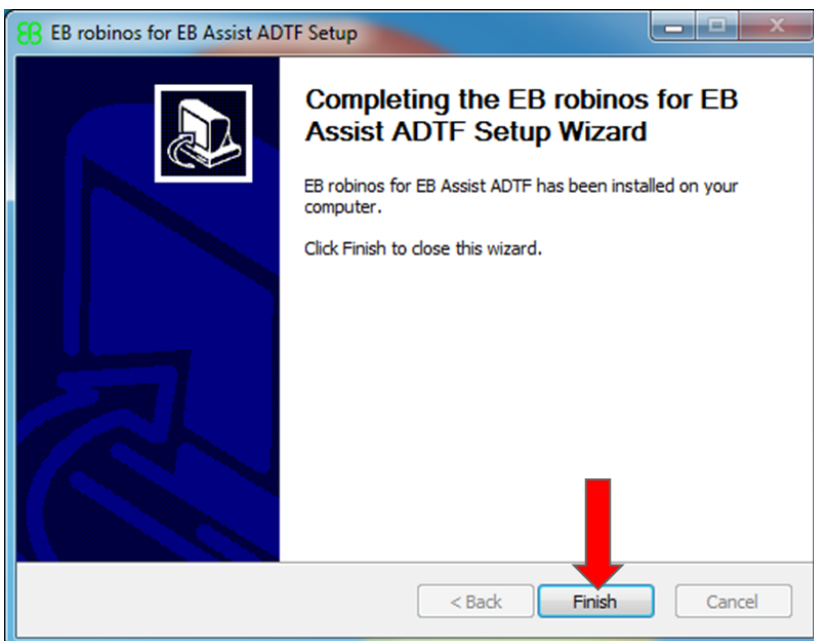 EB robinos for EB Assist ADTF Setup
Completing the EB robinos for EB
Assist ADTF Setup Wizard
EB robinos for EB Assist ADTF has been installed on your
computer.
Click Finish to close this wizard.
< Back
Finish
Cancel